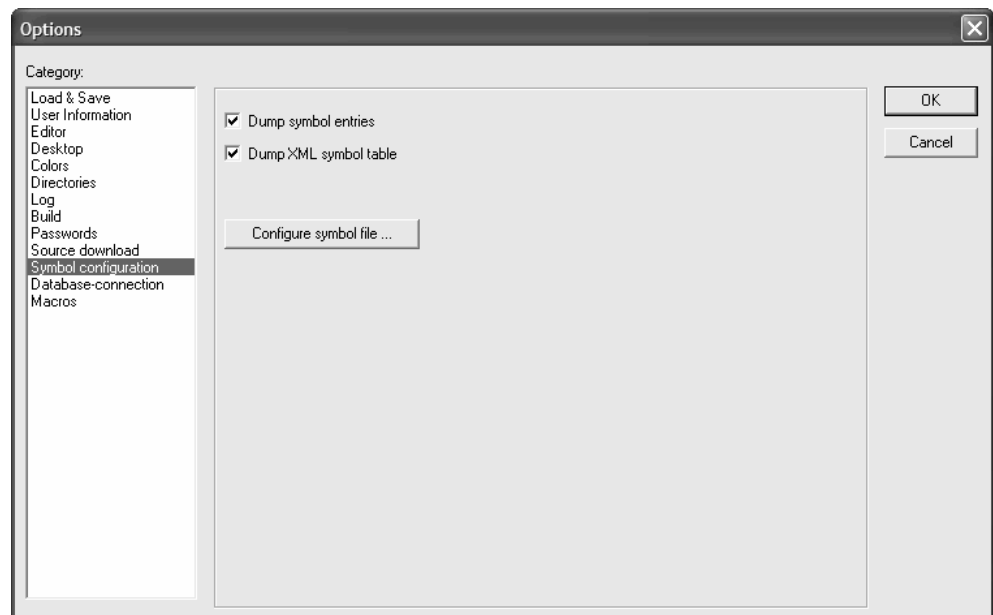 Options
Category:
Load & Save
User Information
Editor
Desktop
Colors
Directories
Log
Build
Passwords
Source download
Symbol configuration
Database-connection
Macros
Dump symbol entries
Dump XML symbol table
Configure symbol file ...
OK
Cancel